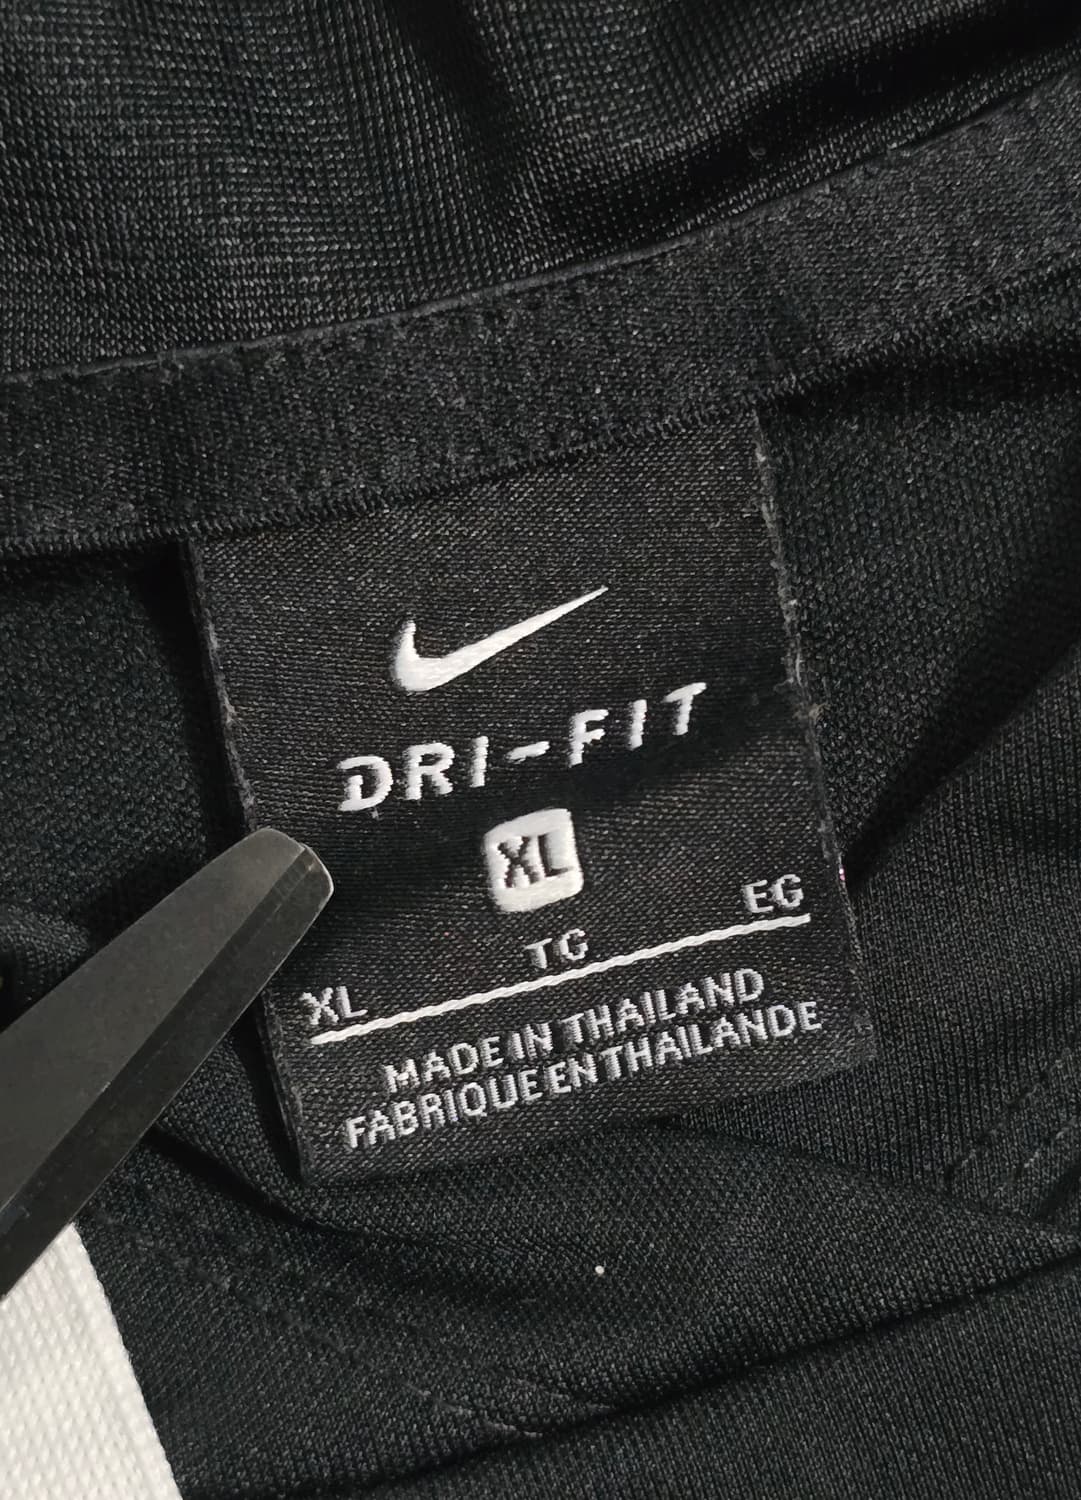 DRI-FIT
XL
XL TG EG
MADE IN THAILAND
FABRIQUE EN THAILANDE